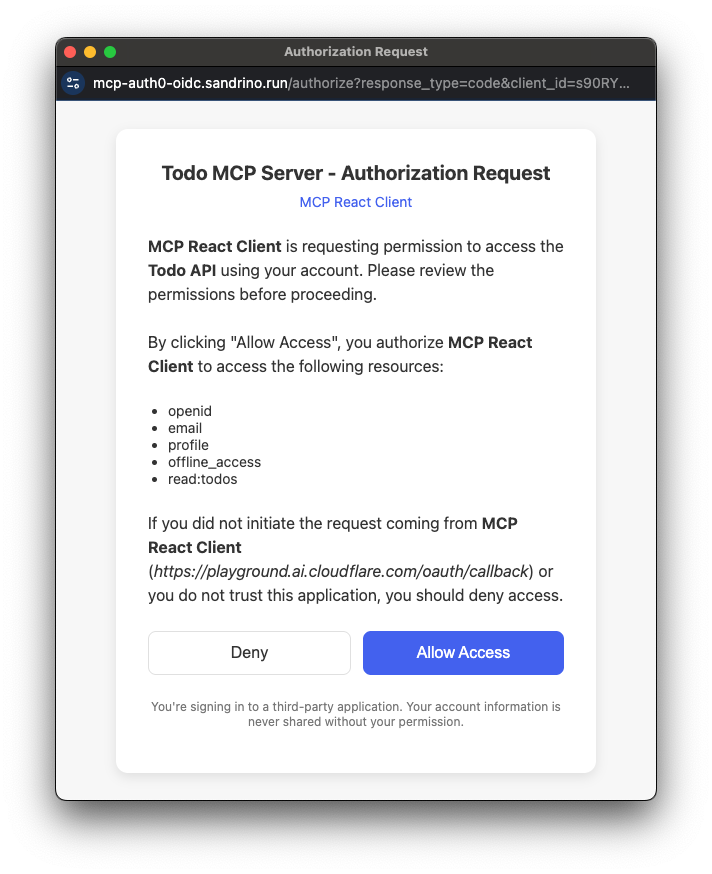 Authorization Request
mcp-auth0-oidc.sandrino.run/authorize?response_type=code&client_id=s90RY...
Todo MCP Server - Authorization Request
MCP React Client
MCP React Client is requesting permission to access the
Todo API using your account. Please review the
permissions before proceeding.
By clicking "Allow Access", you authorize MCP React
Client to access the following resources:
• openid
• email
• profile
• offline_access
• read:todos
If you did not initiate the request coming from MCP
React Client
(https://playground.ai.cloudflare.com/oauth/callback) or
you do not trust this application, you should deny access.
Deny
Allow Access
You're signing in to a third-party application. Your account information is
never shared without your permission.